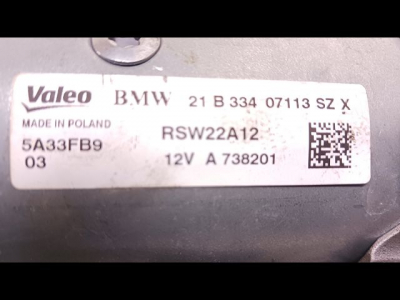 Valeo BMW 21 B 334 07113 SZ X
MADE IN POLAND RSW22A12
5A33FB9
03 12V A 738201